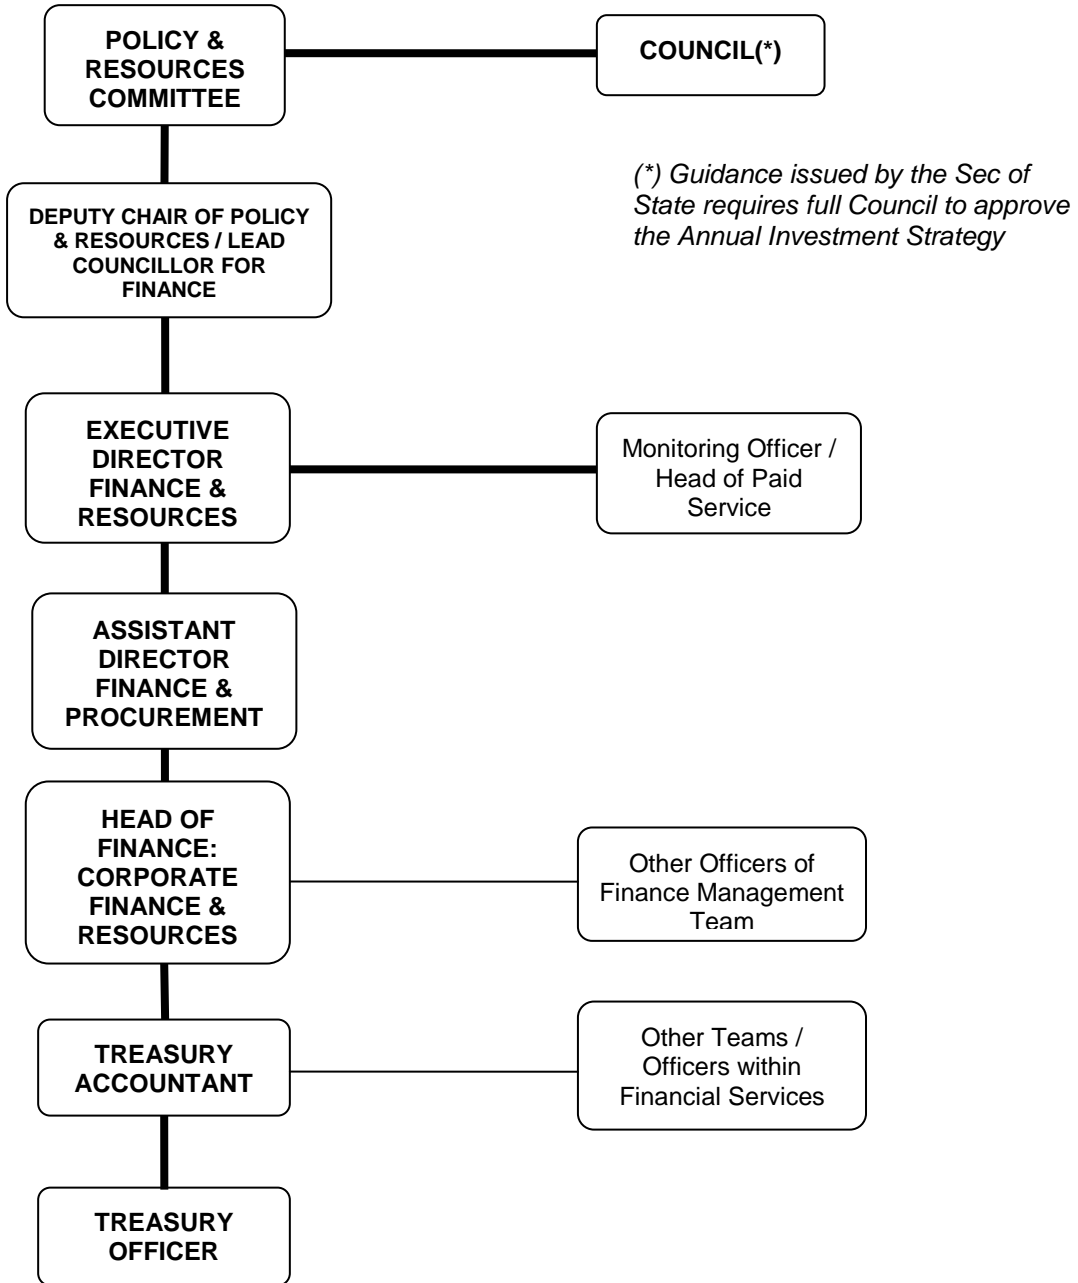 POLICY &
RESOURCES
COMMITTEE
COUNCIL(*)
(*) Guidance issued by the Sec of
State requires full Council to approve
the Annual Investment Strategy
DEPUTY CHAIR OF POLICY
& RESOURCES / LEAD
COUNCILLOR FOR
FINANCE
EXECUTIVE
DIRECTOR
FINANCE &
RESOURCES
Monitoring Officer /
Head of Paid
Service
ASSISTANT
DIRECTOR
FINANCE &
PROCUREMENT
HEAD OF
FINANCE:
CORPORATE
FINANCE &
RESOURCES
Other Officers of
Finance Management
Team
TREASURY
ACCOUNTANT
Other Teams /
Officers within
Financial Services
TREASURY
OFFICER